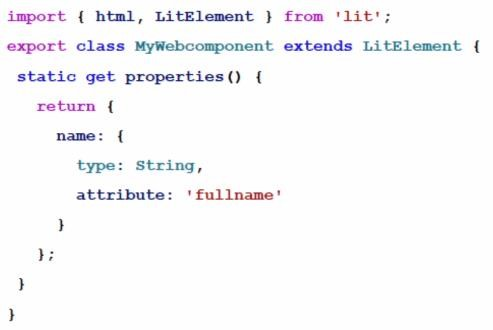 import { html, LitElement } from 'lit';
export class MyWebcomponent extends LitElement {
static get properties() {
return {
name: {
type: String,
attribute: 'fullname'
}
};
}
}